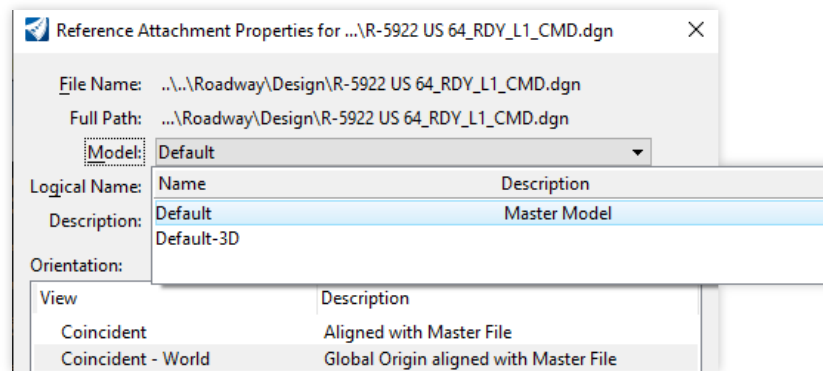 Reference Attachment Properties for ...\R-5922 US 64_RDY_L1_CMD.dgn
File Name: ..\..\Roadway\Design\R-5922 US 64_RDY_L1_CMD.dgn
Full Path: ...\Roadway\Design\R-5922 US 64_RDY_L1_CMD.dgn
Model: Default
Logical Name: Name Description
Description: Default Master Model
Default-3D
Orientation:
View Description
Coincident Aligned with Master File
Coincident - World Global Origin aligned with Master File